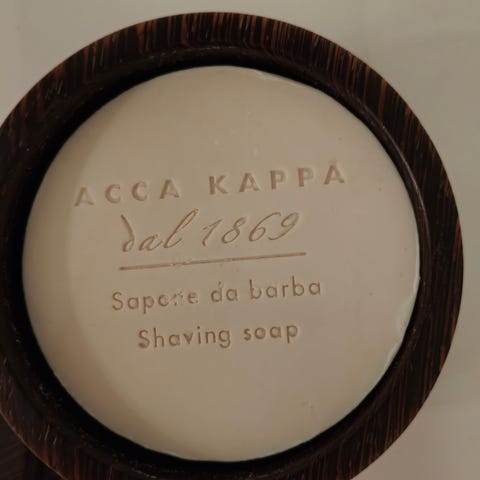 ACCA KAPPA
dal 1869
Sapone da barba
Shaving soap